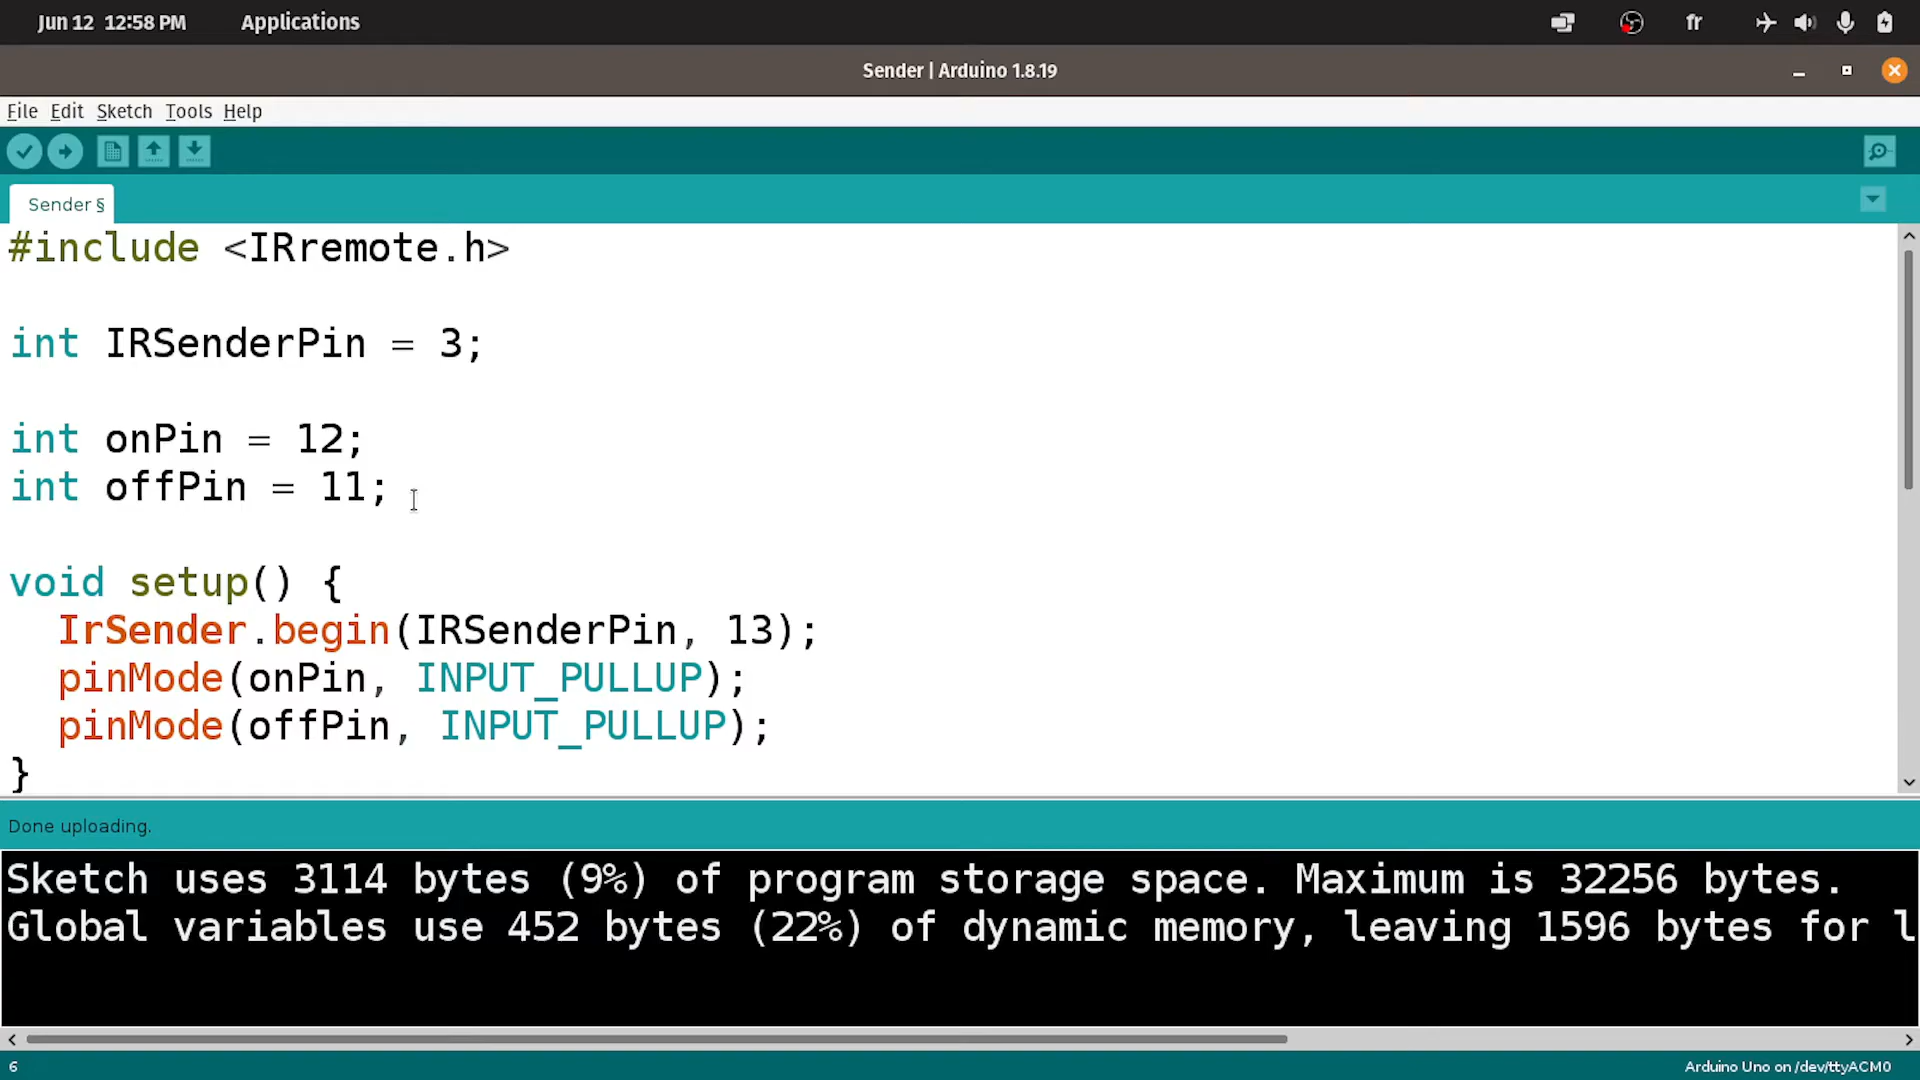 Jun 12 12:58 PM
Applications
fr
Sender | Arduino 1.8.19
File Edit Sketch Tools Help
Sender §
#include <IRremote.h>
int IRSenderPin = 3;
int onPin = 12;
int offPin = 11;
void setup() {
IrSender.begin(IRSenderPin, 13);
pinMode(onPin, INPUT_PULLUP);
pinMode(offPin, INPUT_PULLUP);
}
Done uploading.
Sketch uses 3114 bytes (9%) of program storage space. Maximum is 32256 bytes.
Global variables use 452 bytes (22%) of dynamic memory, leaving 1596 bytes for l
6
Arduino Uno on /dev/ttyACM0